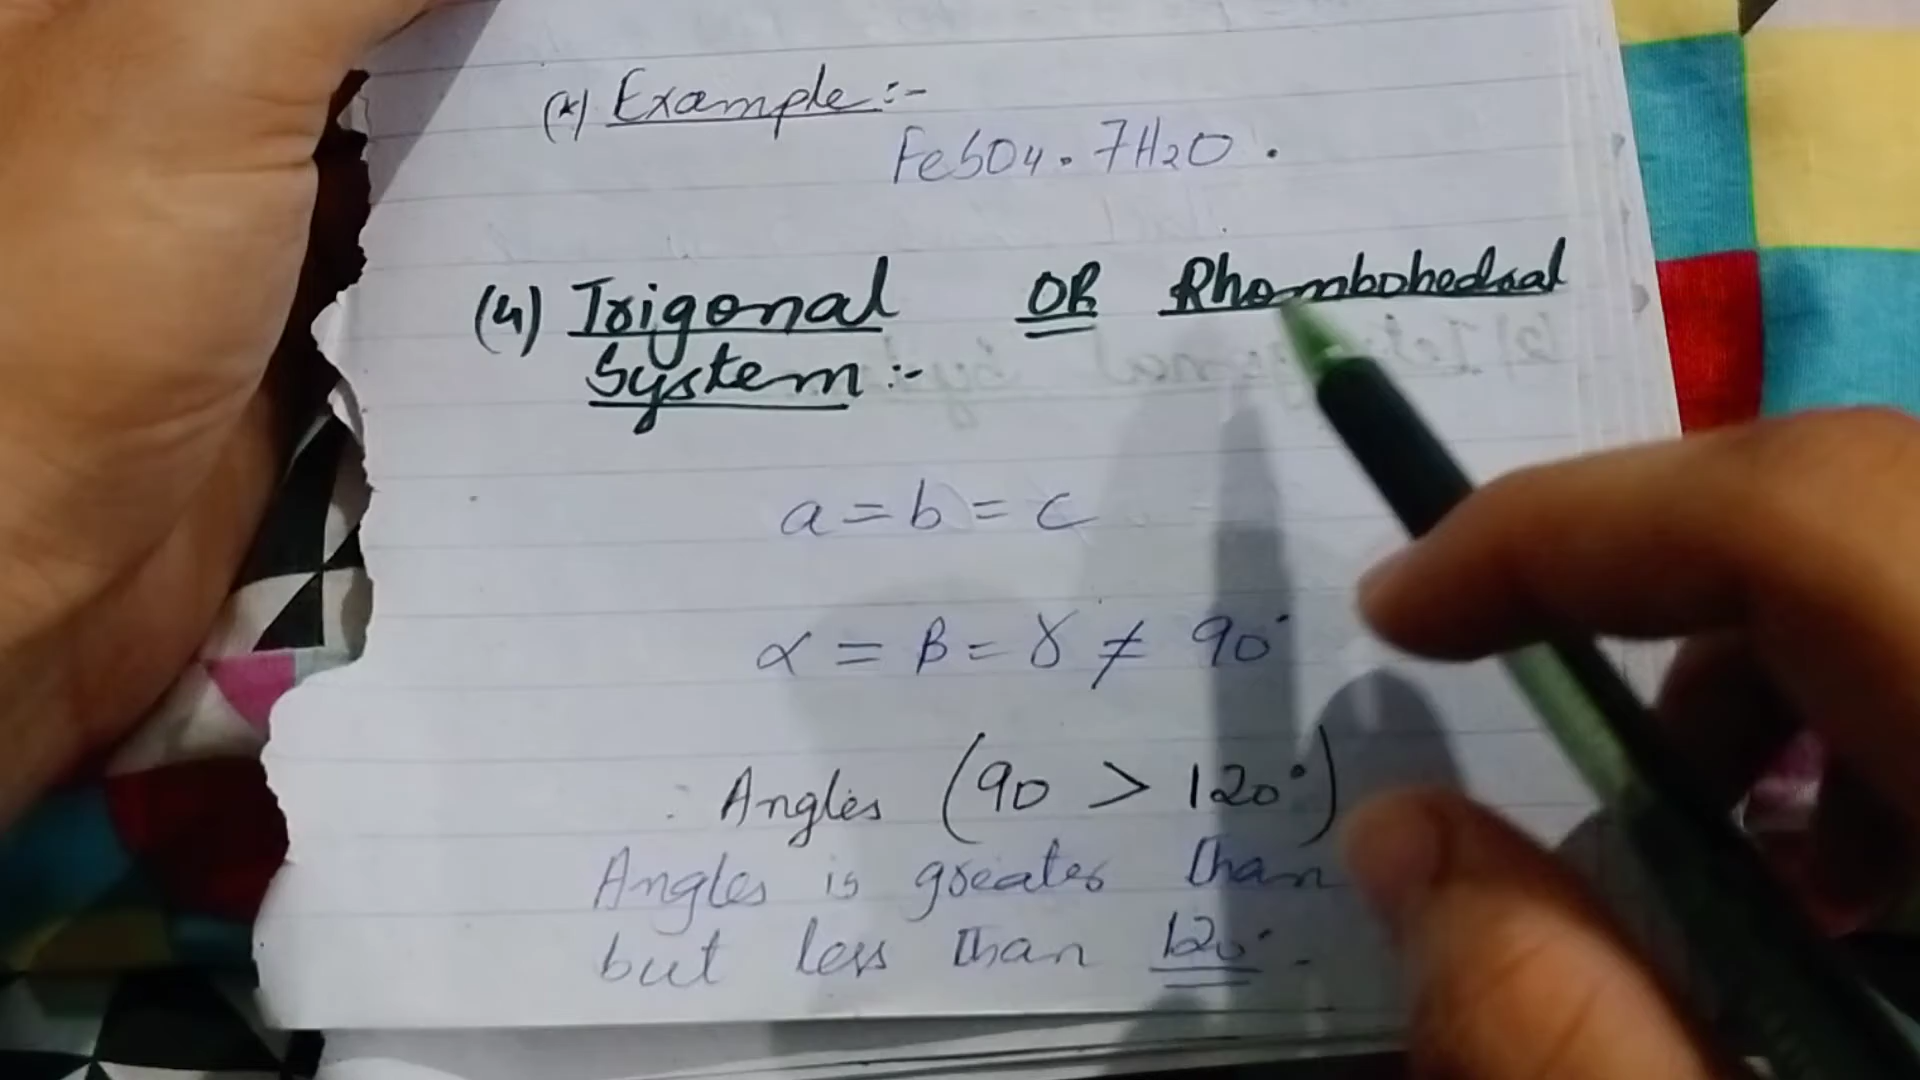 (*) Example :-
FeSO4 . 7H2O .
(4) Trigonal OR Rhombohedral
System :-
a = b = c
α = β = γ ≠ 90°
Angles (90 > 120°)
Angles is greater than
but less than 120° .